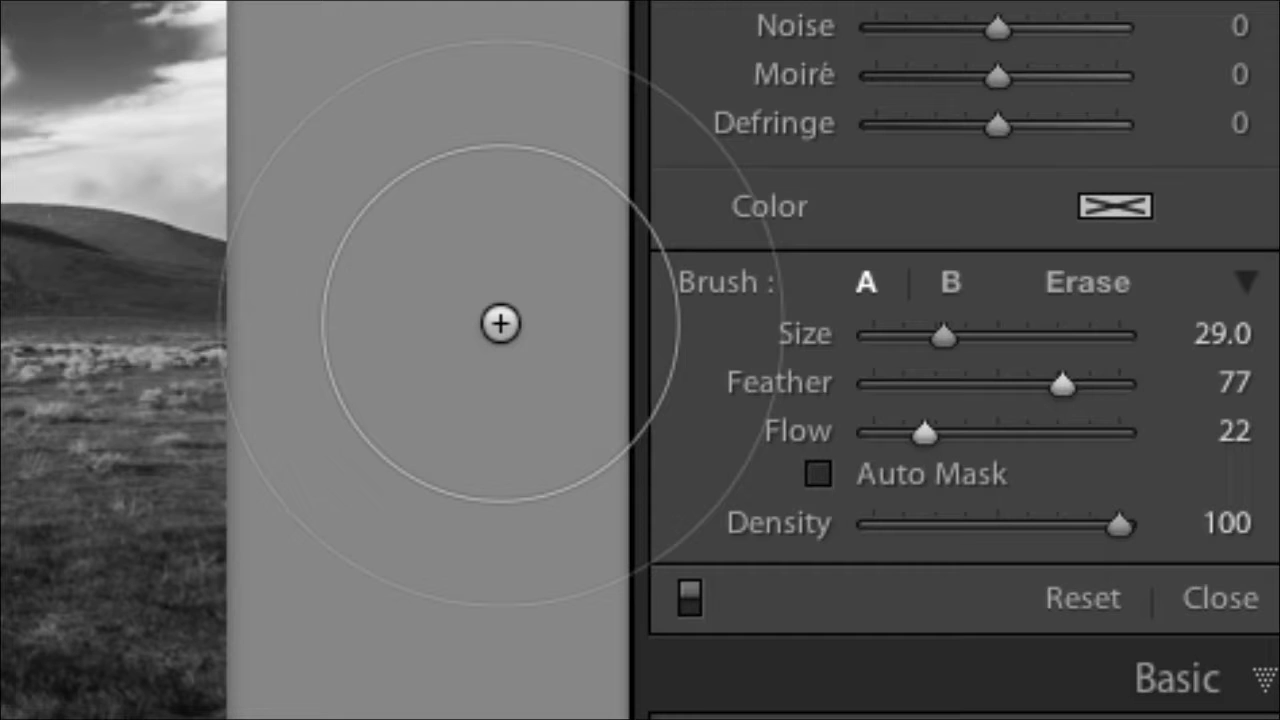 Noise 0
Moiré 0
Defringe 0
Color
Brush : A | B Erase
Size 29.0
Feather 77
Flow 22
Auto Mask
Density 100
Reset | Close
Basic